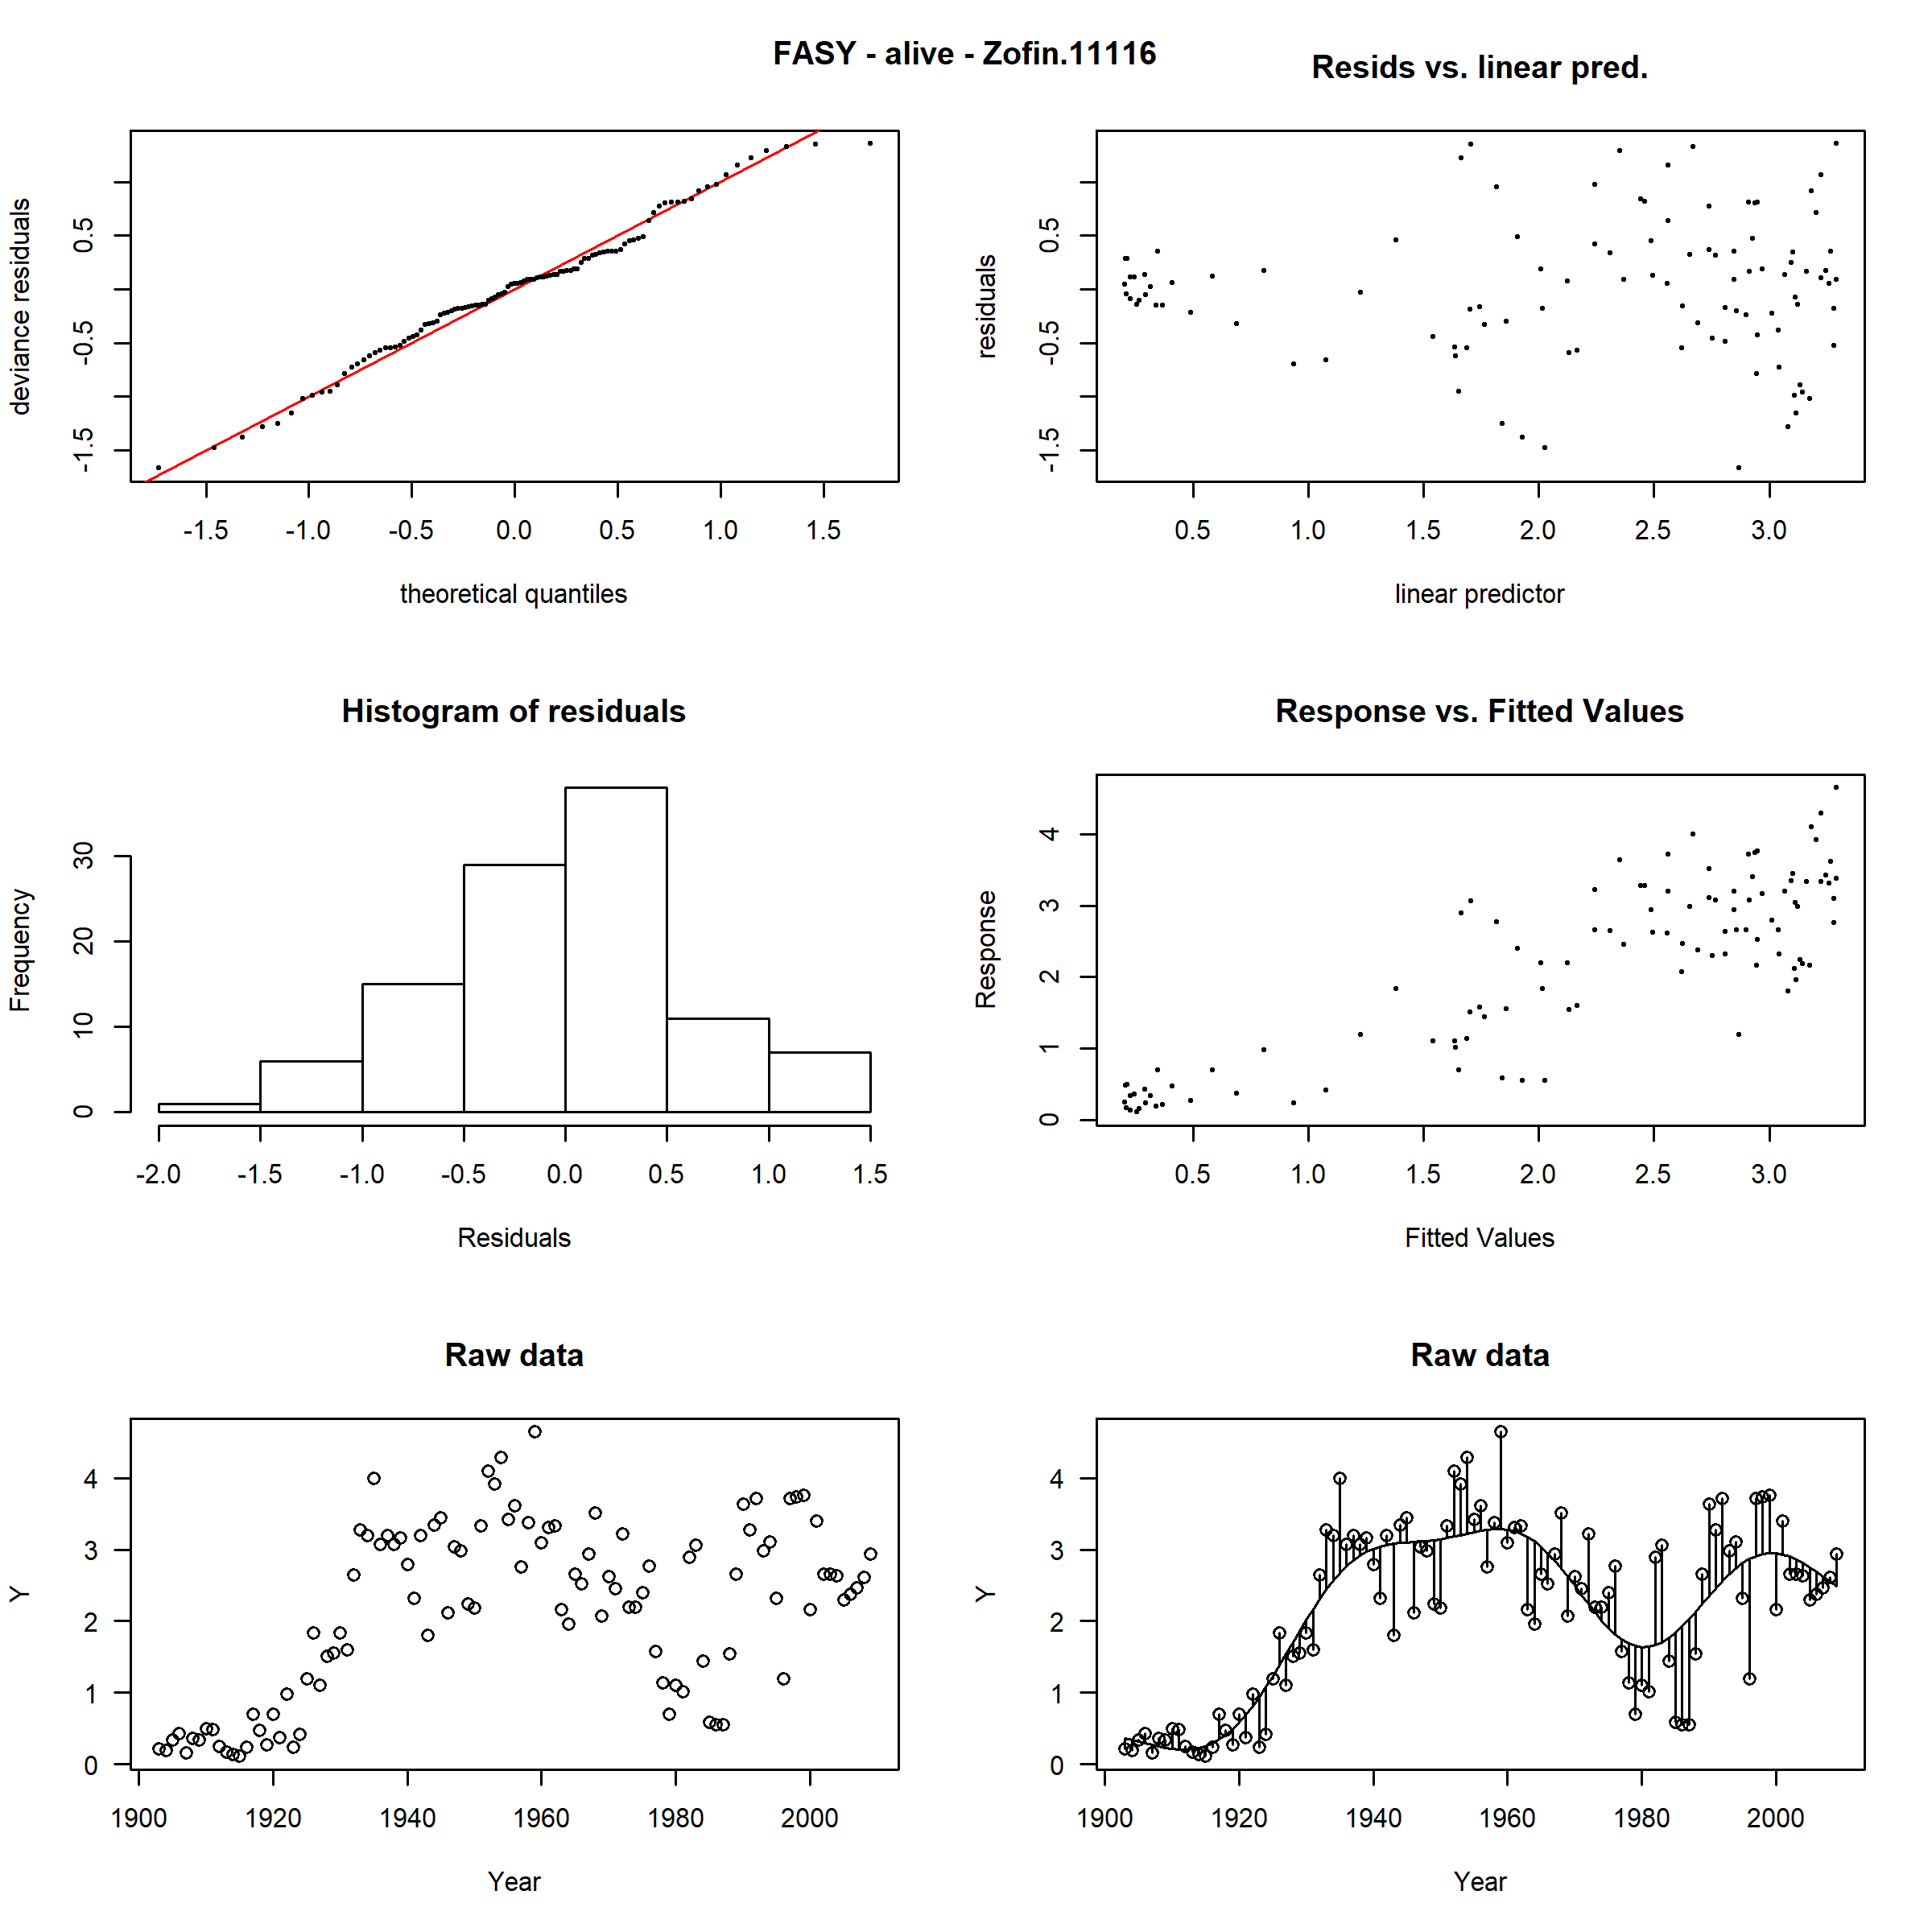 FASY - alive - Zofin.11116
Resids vs. linear pred.
deviance residuals
-1.5 -0.5 0.5
-1.5 -1.0 -0.5 0.0 0.5 1.0 1.5
theoretical quantiles
residuals
-1.5 -0.5 0.5
0.5 1.0 1.5 2.0 2.5 3.0
linear predictor
Histogram of residuals
Frequency
0 10 20 30
-2.0 -1.5 -1.0 -0.5 0.0 0.5 1.0 1.5
Residuals
Response vs. Fitted Values
Response
0 1 2 3 4
0.5 1.0 1.5 2.0 2.5 3.0
Fitted Values
Raw data
Y
4
3
2
1
0
1900 1920 1940 1960 1980 2000
Year
Raw data
Y
4
3
2
1
0
1900 1920 1940 1960 1980 2000
Year